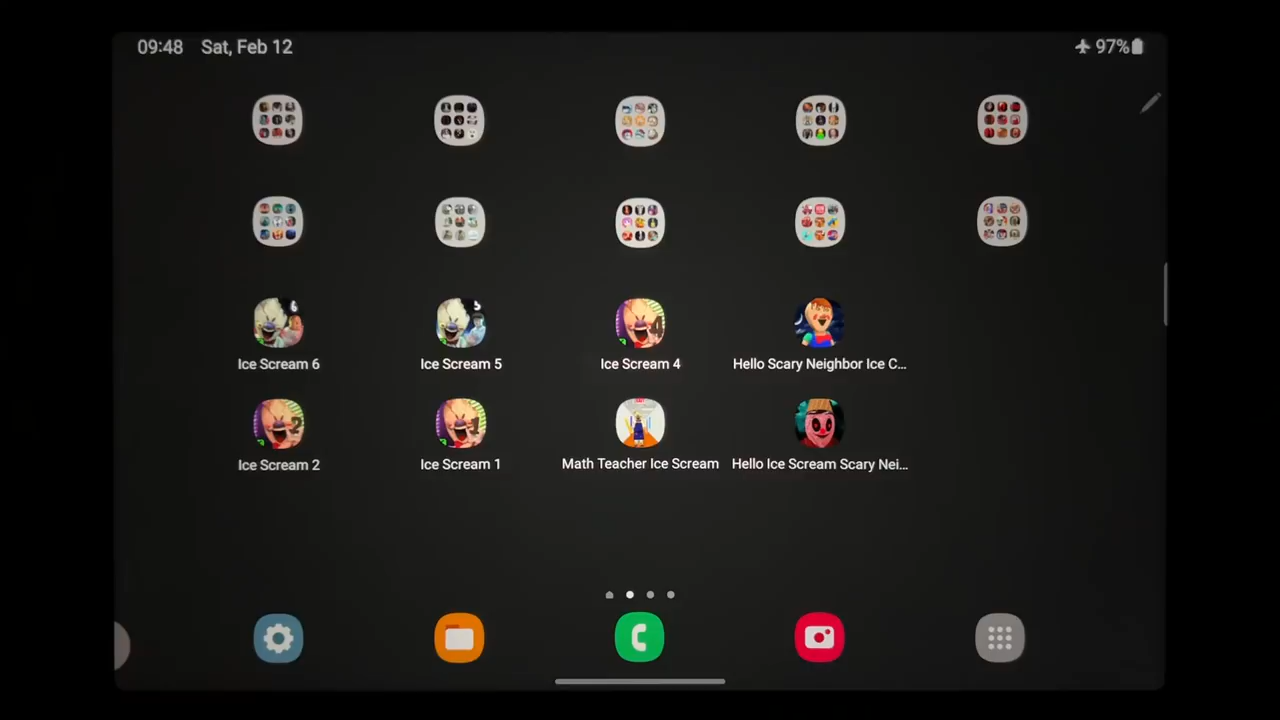 09:48 Sat, Feb 12
97%
Ice Scream 6
Ice Scream 5
Ice Scream 4
Hello Scary Neighbor Ice C...
Ice Scream 2
Ice Scream 1
Math Teacher Ice Scream
Hello Ice Scream Scary Nei...